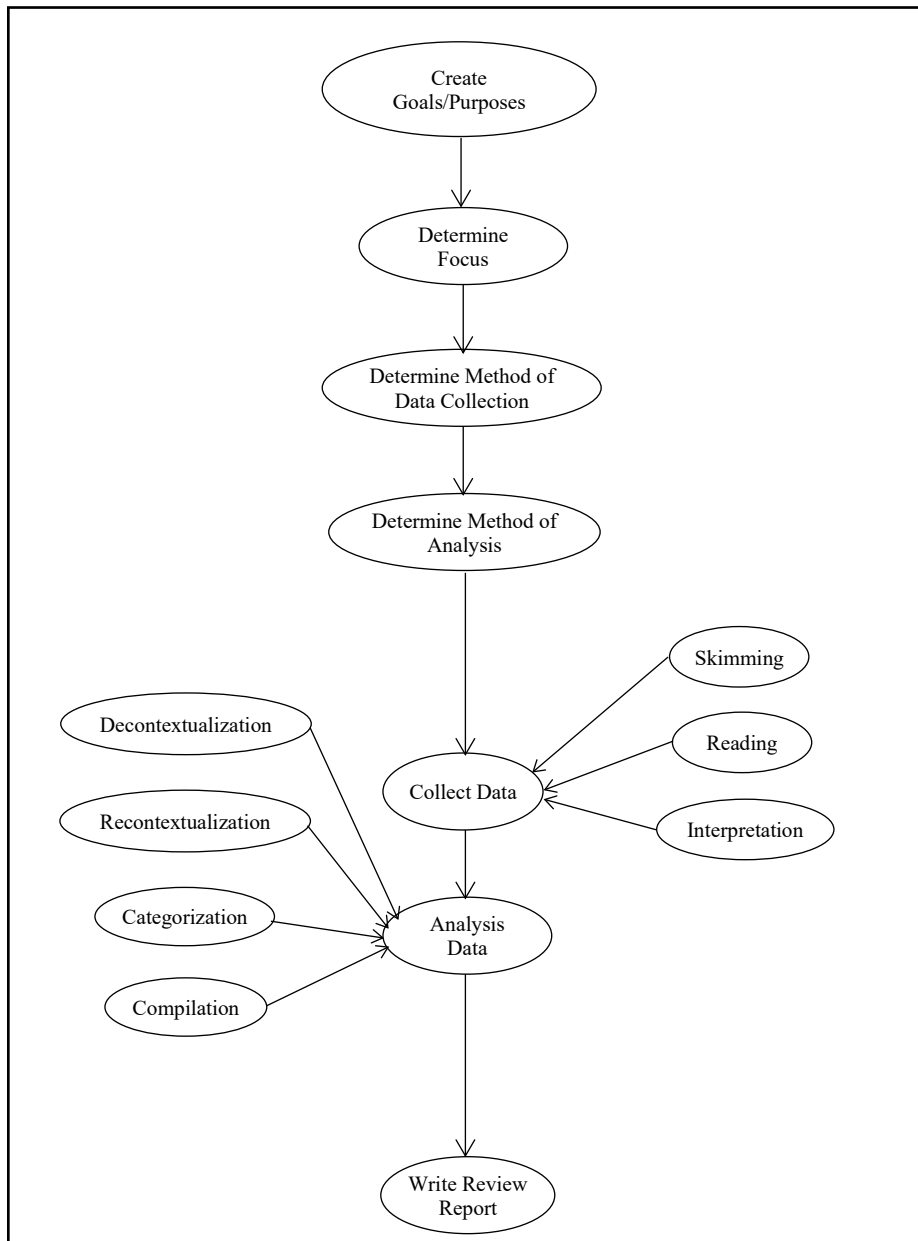 Create
Goals/Purposes
Determine
Focus
Determine Method of
Data Collection
Determine Method of
Analysis
Skimming
Decontextualization
Reading
Collect Data
Recontextualization
Interpretation
Categorization
Analysis
Data
Compilation
Write Review
Report